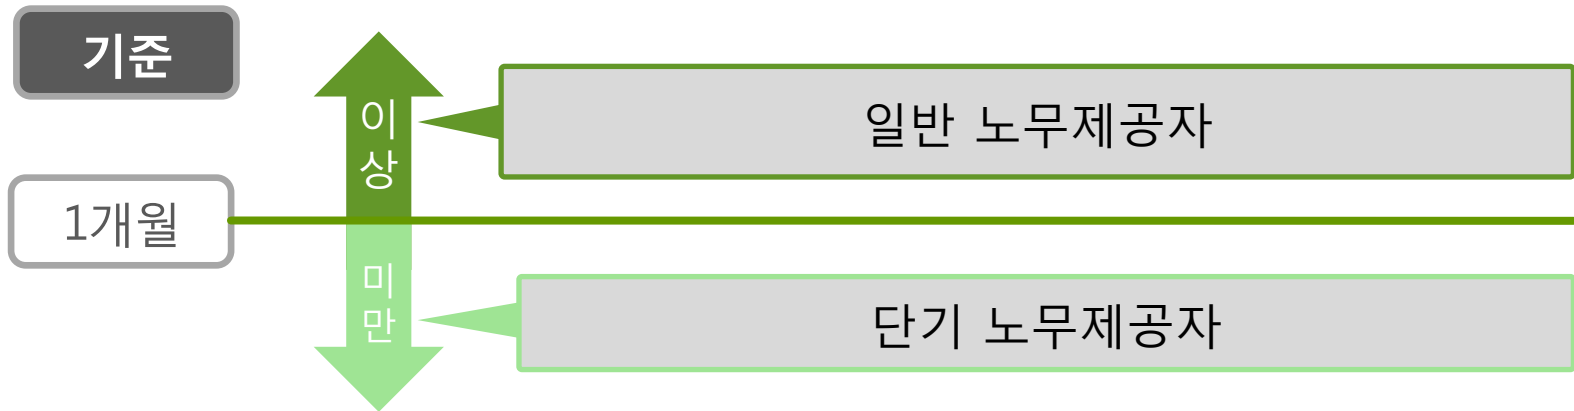 기준
이상
일반 노무제공자
1개월
미만
단기 노무제공자